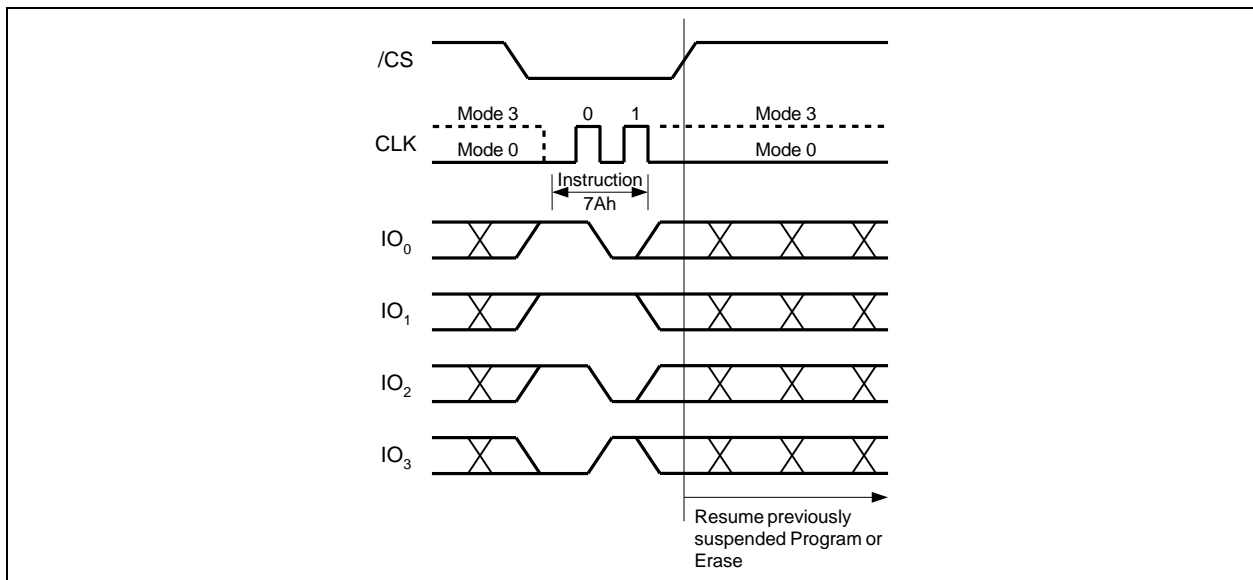 /CS
Mode 3 0 1 Mode 3
CLK
Mode 0 Mode 0
Instruction
7Ah
IO0
IO1
IO2
IO3
Resume previously
suspended Program or
Erase